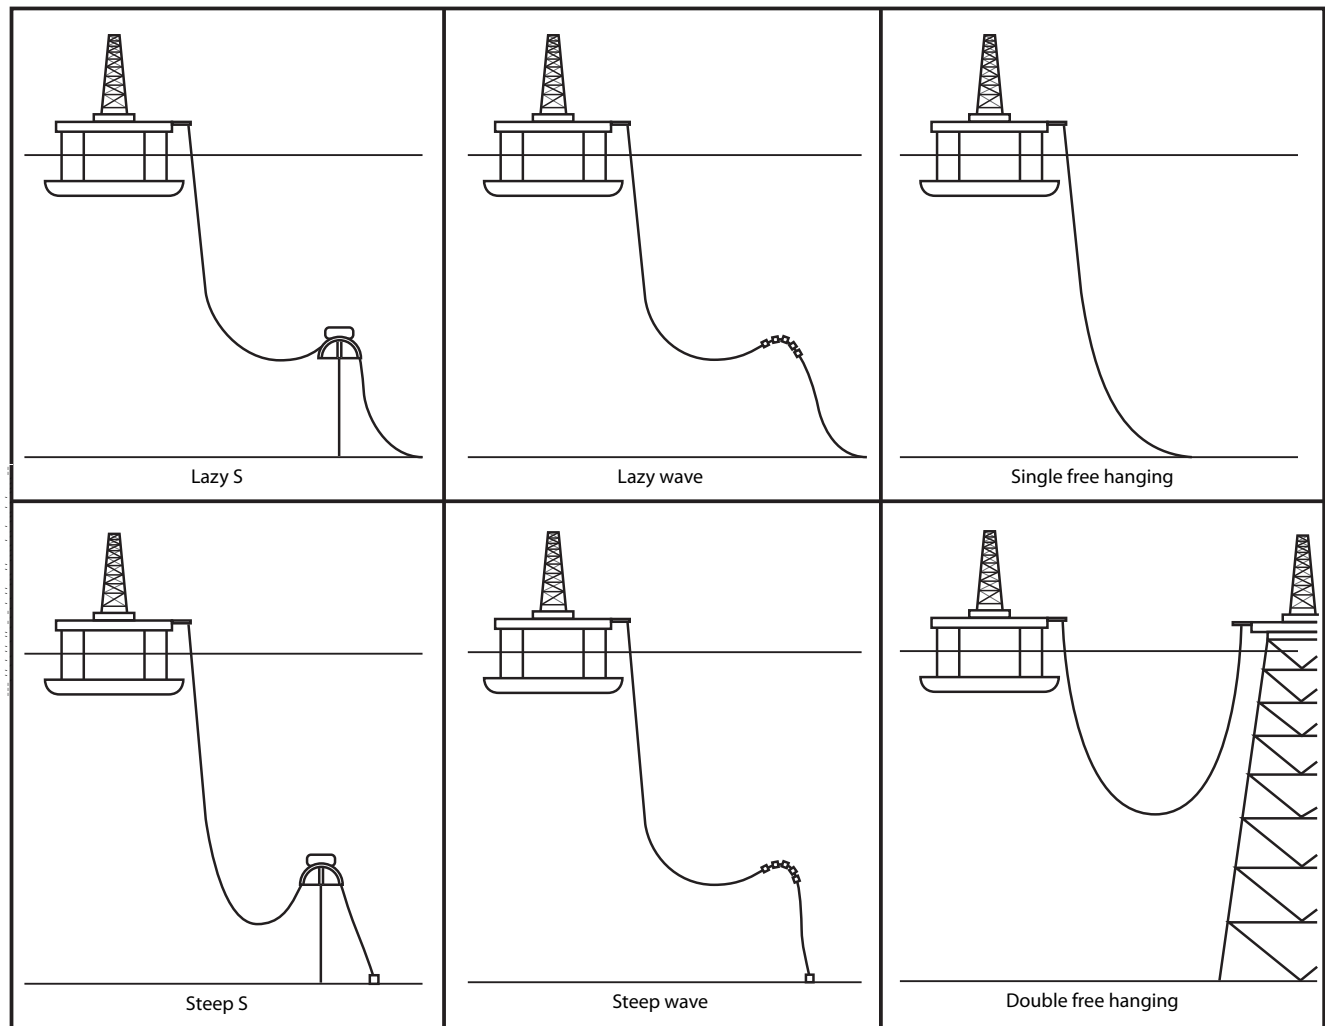 Lazy S
Lazy wave
Single free hanging
Steep S
Steep wave
Double free hanging